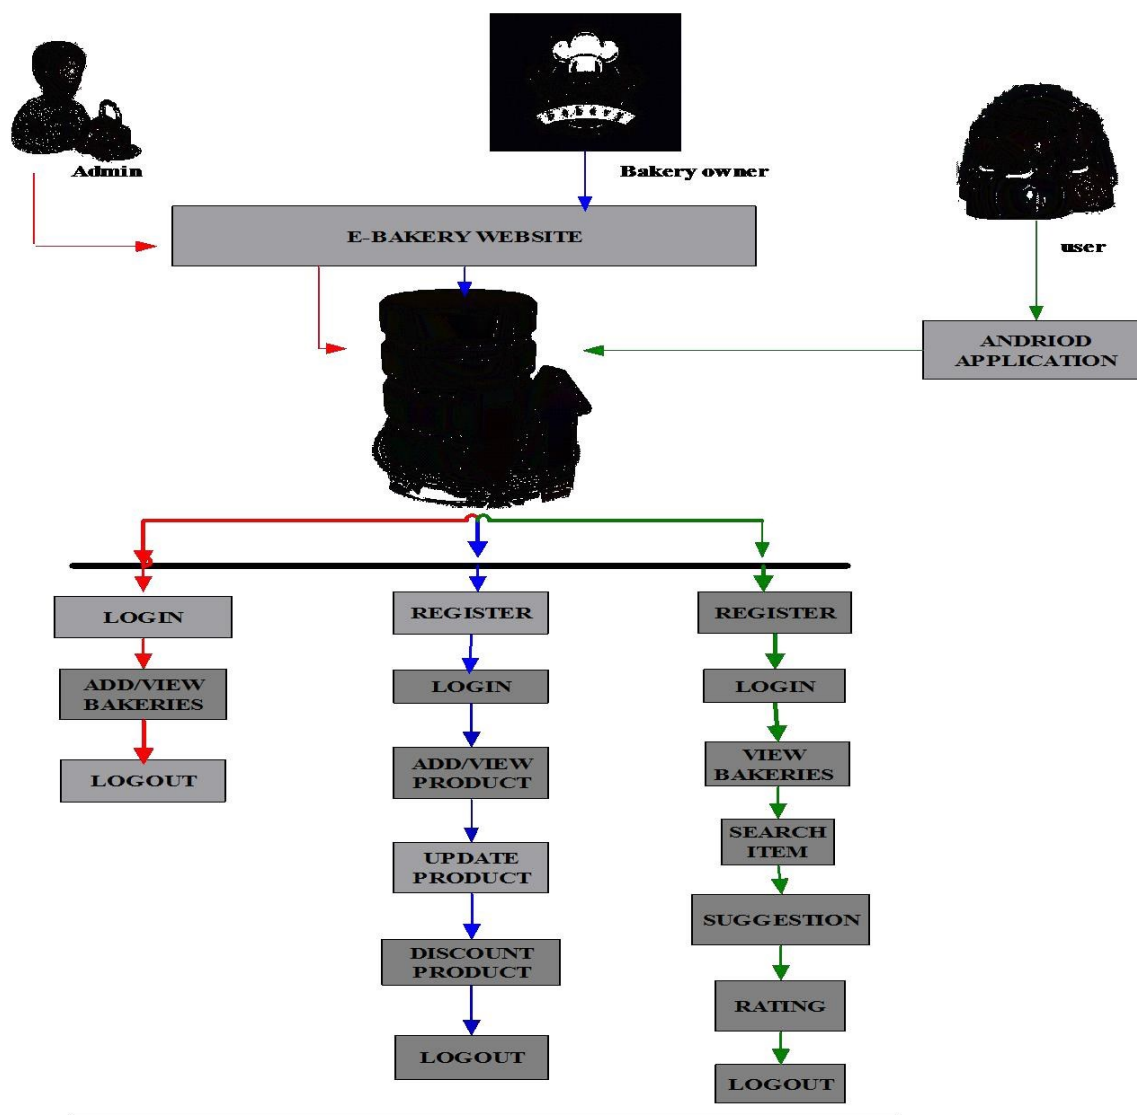 Admin
Bakery owner
user
E-BAKERY WEBSITE
ANDRIOD
APPLICATION
LOGIN
ADD/VIEW
BAKERIES
LOGOUT
REGISTER
LOGIN
ADD/VIEW
PRODUCT
UPDATE
PRODUCT
DISCOUNT
PRODUCT
LOGOUT
REGISTER
LOGIN
VIEW
BAKERIES
SEARCH
ITEM
SUGGESTION
RATING
LOGOUT